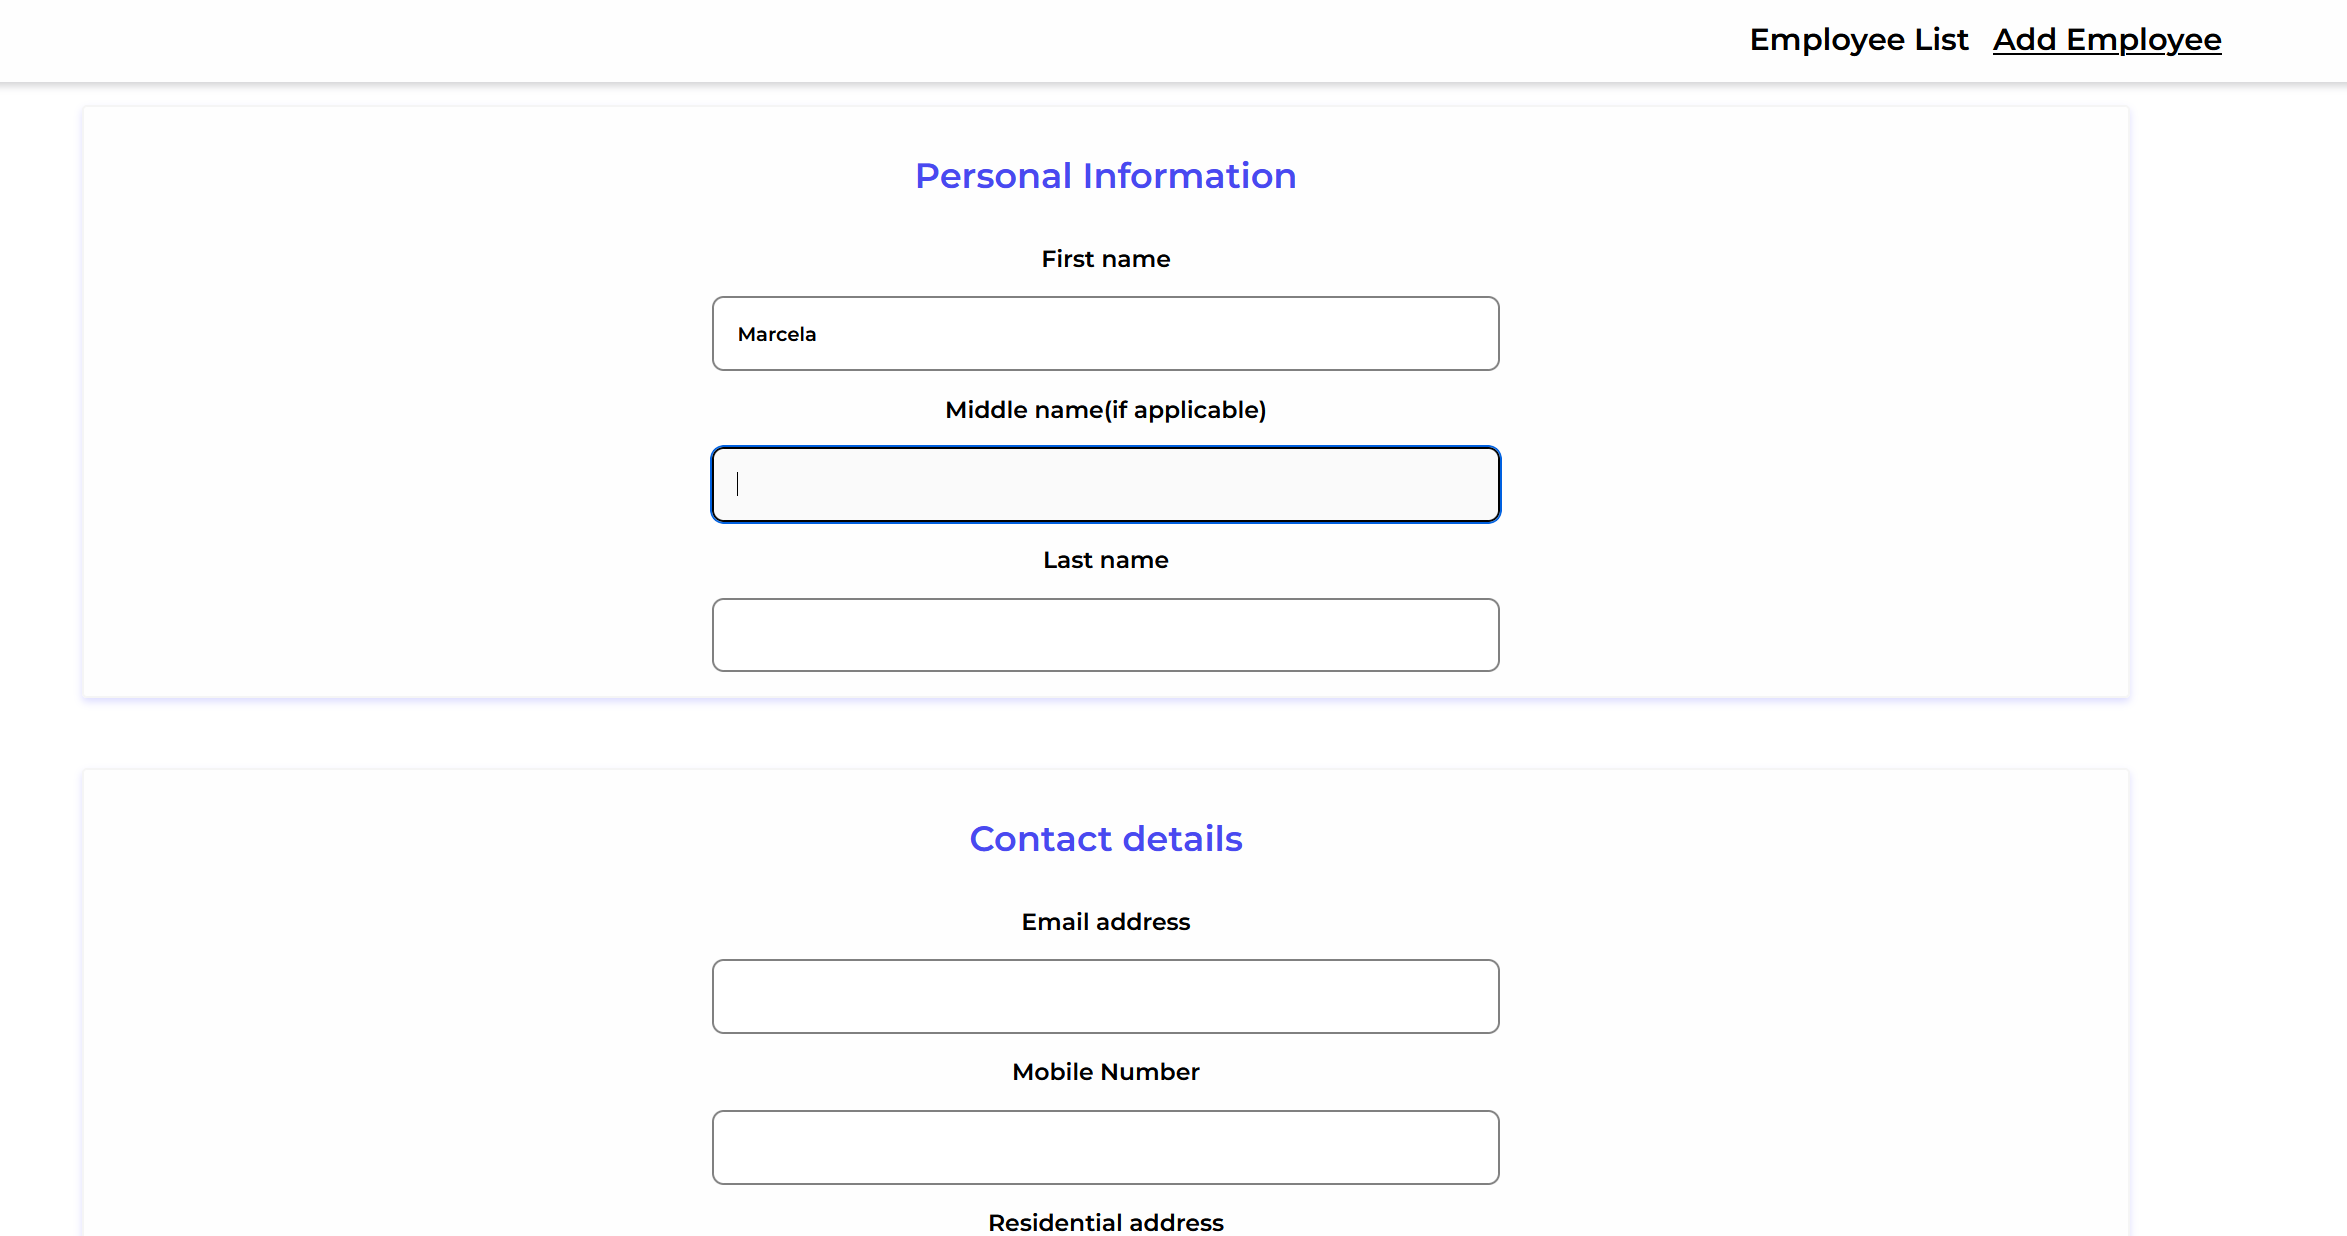 Employee List Add Employee
Personal Information
First name
Marcela
Middle name(if applicable)
Last name
Contact details
Email address
Mobile Number
Residential address